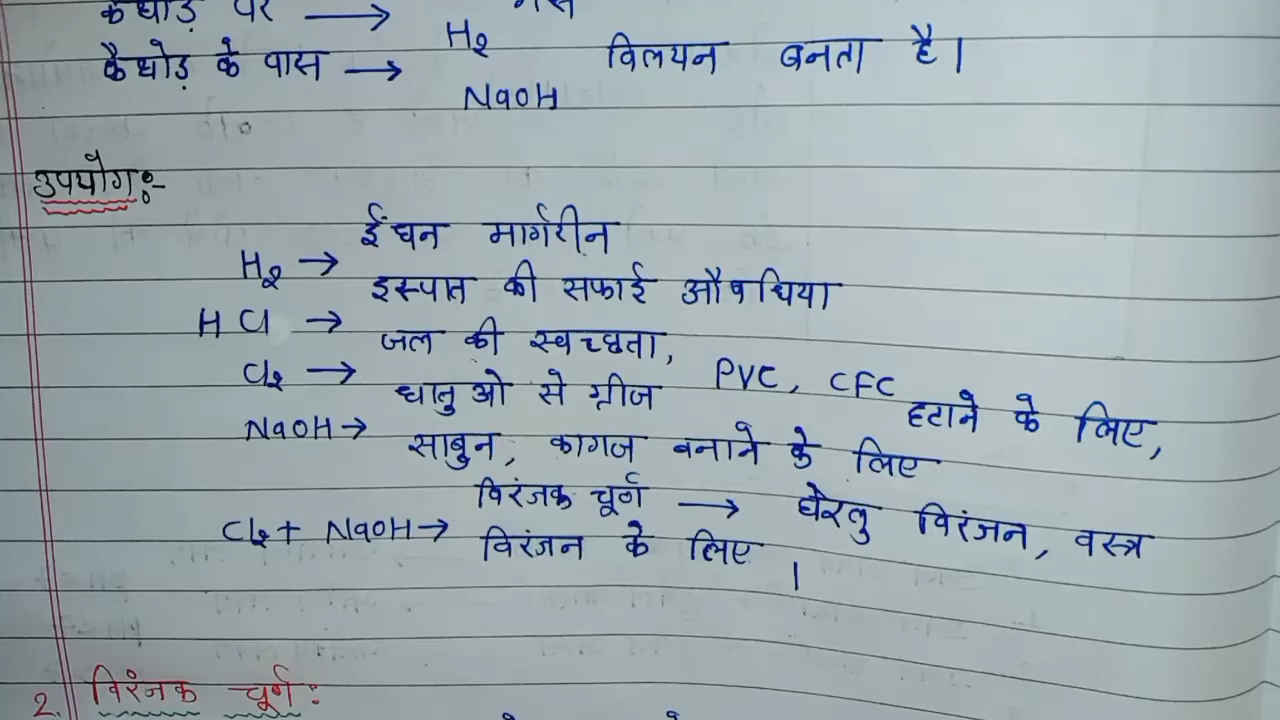 कैथोड पर → गैस
कैथोड़ के पास → H₂ विलयन बनता है।
NaOH
उपयोग:-
H₂ → ईंधन मार्गरीन
HCl → इस्पात की सफाई औषधिया
Cl₂ → जल की स्वच्छता, PVC, CFC
NaOH → धातुओ से ग्रीज हटाने के लिए,
साबुन, कागज बनाने के लिए
Cl₂ + NaOH → विरंजक चूर्ण → घेरलु विरंजन, वस्त्र
विरंजन के लिए।
2. विरंजक चूर्ण: